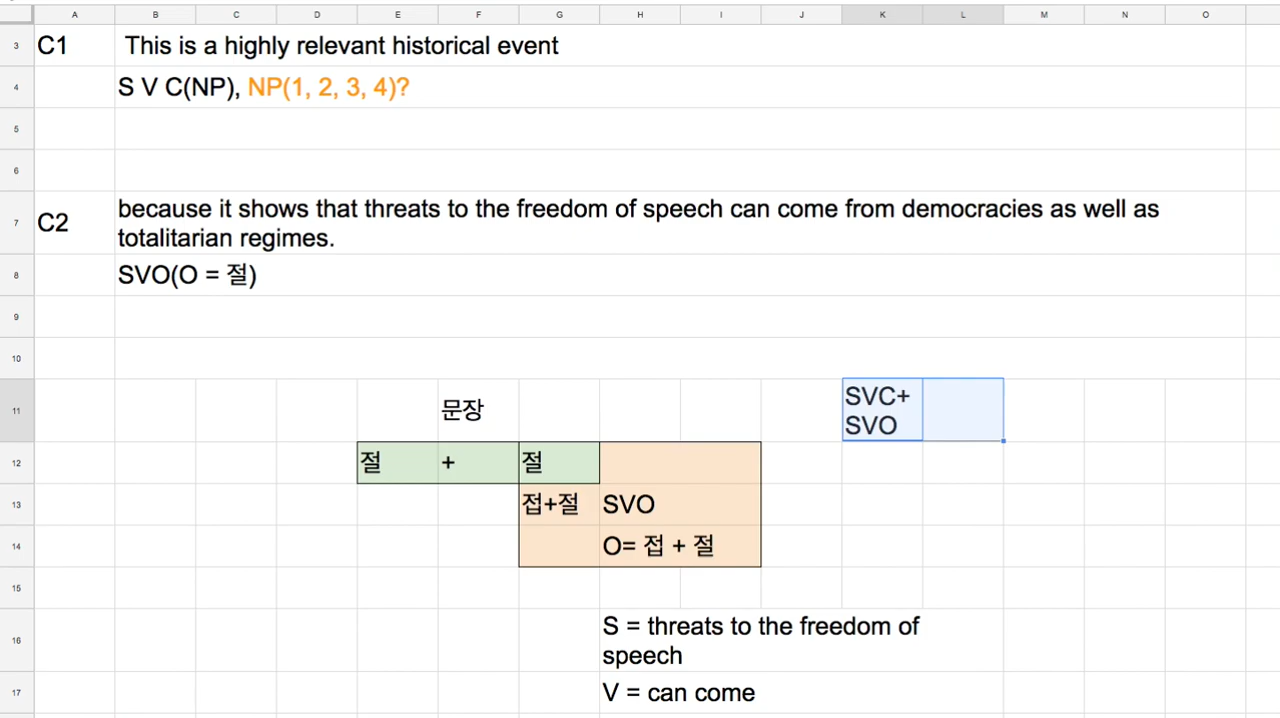 A B C D E F G H I J K L M N O
3 C1 This is a highly relevant historical event
4 S V C(NP), NP(1, 2, 3, 4)?
5
6
7 C2 because it shows that threats to the freedom of speech can come from democracies as well as
totalitarian regimes.
8 SVO(O = 절)
9
10
11 문장 SVC+
SVO
12 절 + 절
13 접+절 SVO
14 O= 접 + 절
15
16 S = threats to the freedom of
speech
17 V = can come